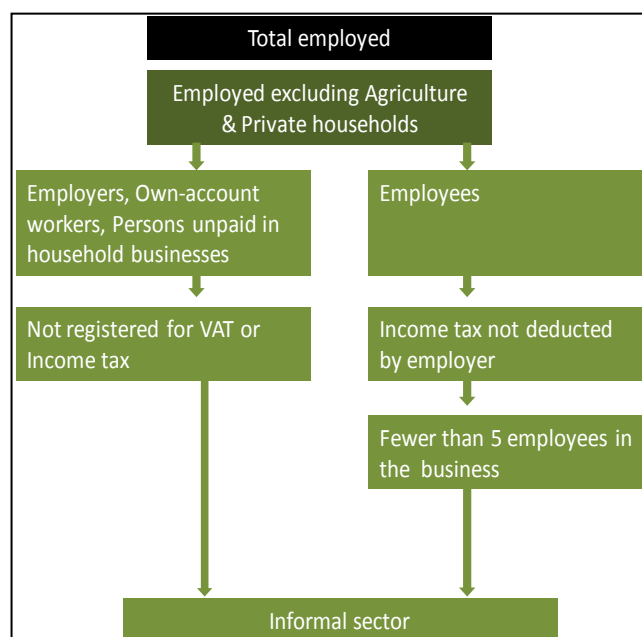 Total employed
Employed excluding Agriculture
& Private households
Employers, Own-account
workers, Persons unpaid in
household businesses
Employees
Not registered for VAT or
Income tax
Income tax not deducted
by employer
Fewer than 5 employees in
the business
Informal sector